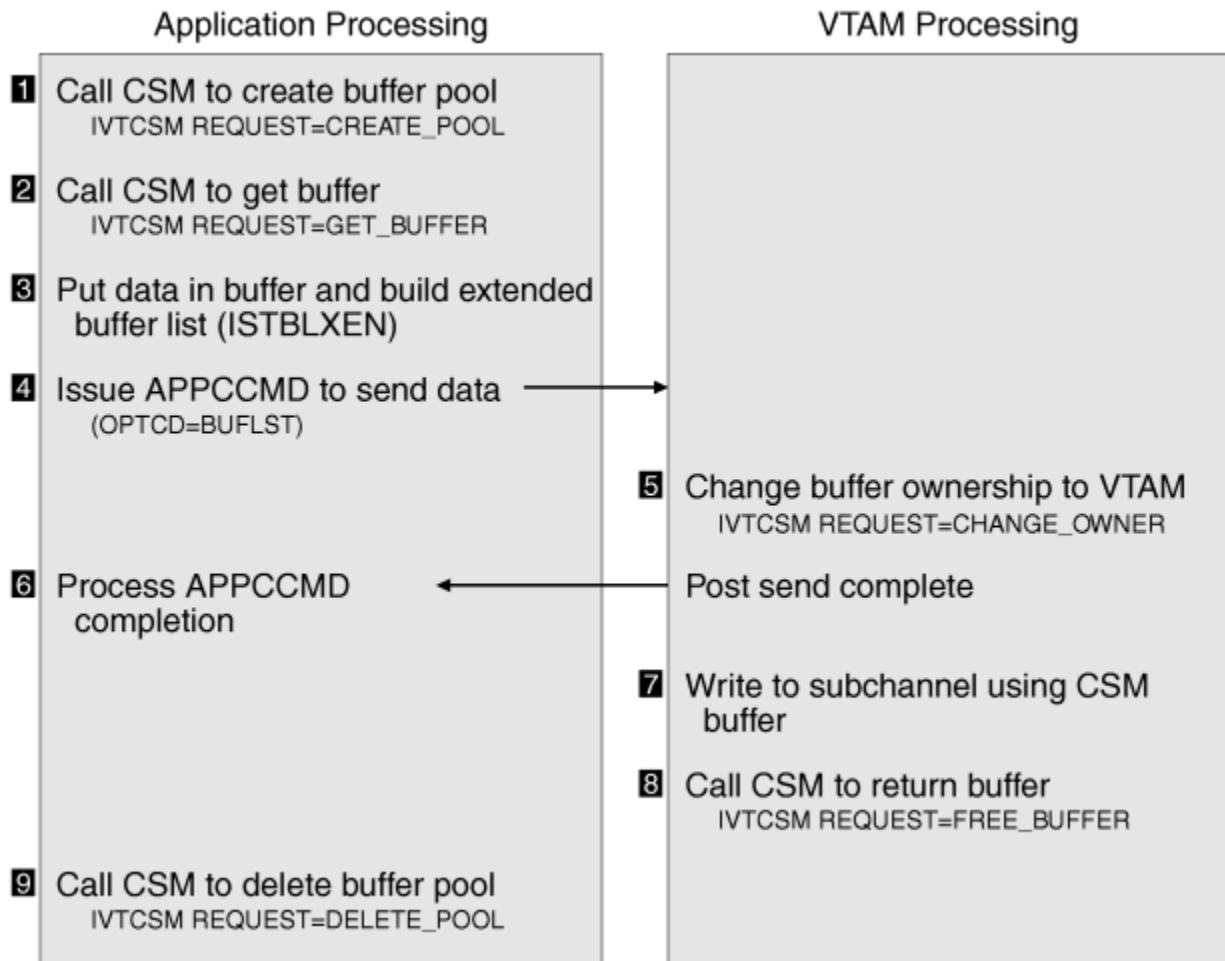 Application Processing
VTAM Processing
1 Call CSM to create buffer pool
IVTCSM REQUEST=CREATE_POOL
2 Call CSM to get buffer
IVTCSM REQUEST=GET_BUFFER
3 Put data in buffer and build extended
buffer list (ISTBLXEN)
4 Issue APPCCMD to send data
(OPTCD=BUFLST)
5 Change buffer ownership to VTAM
IVTCSM REQUEST=CHANGE_OWNER
6 Process APPCCMD
completion
Post send complete
7 Write to subchannel using CSM
buffer
8 Call CSM to return buffer
IVTCSM REQUEST=FREE_BUFFER
9 Call CSM to delete buffer pool
IVTCSM REQUEST=DELETE_POOL